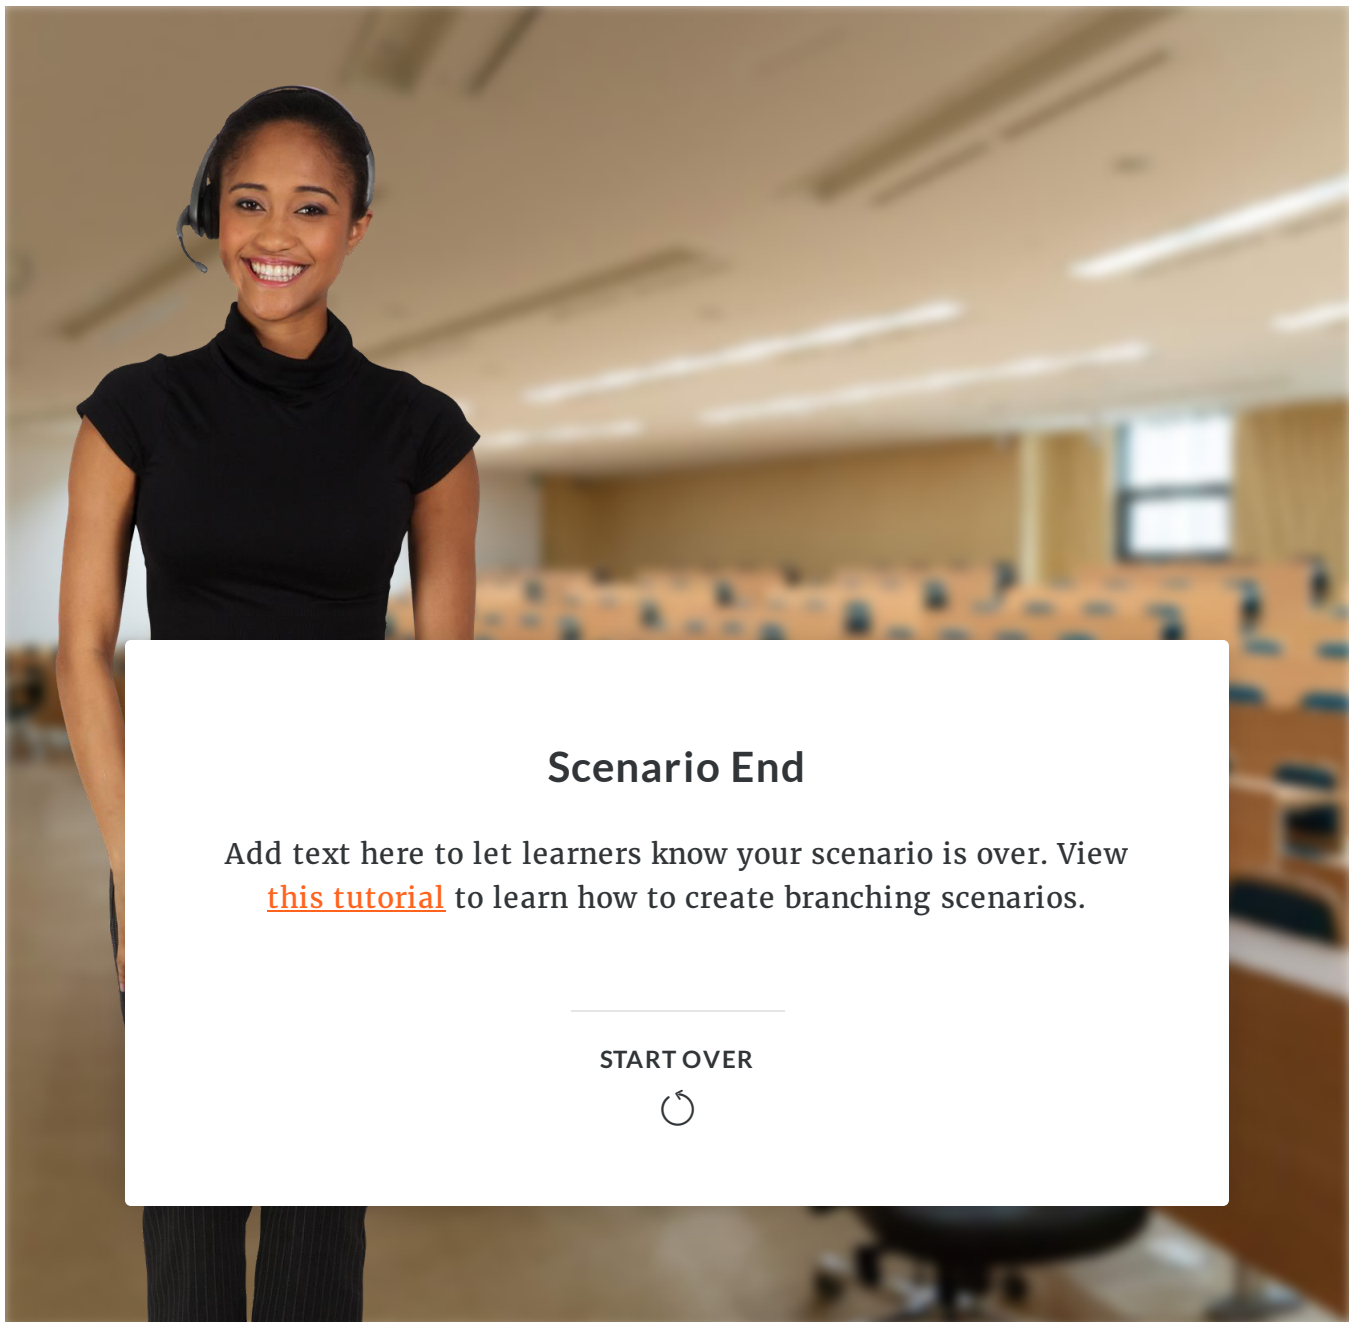 Scenario End
Add text here to let learners know your scenario is over. View
this tutorial to learn how to create branching scenarios.
START OVER